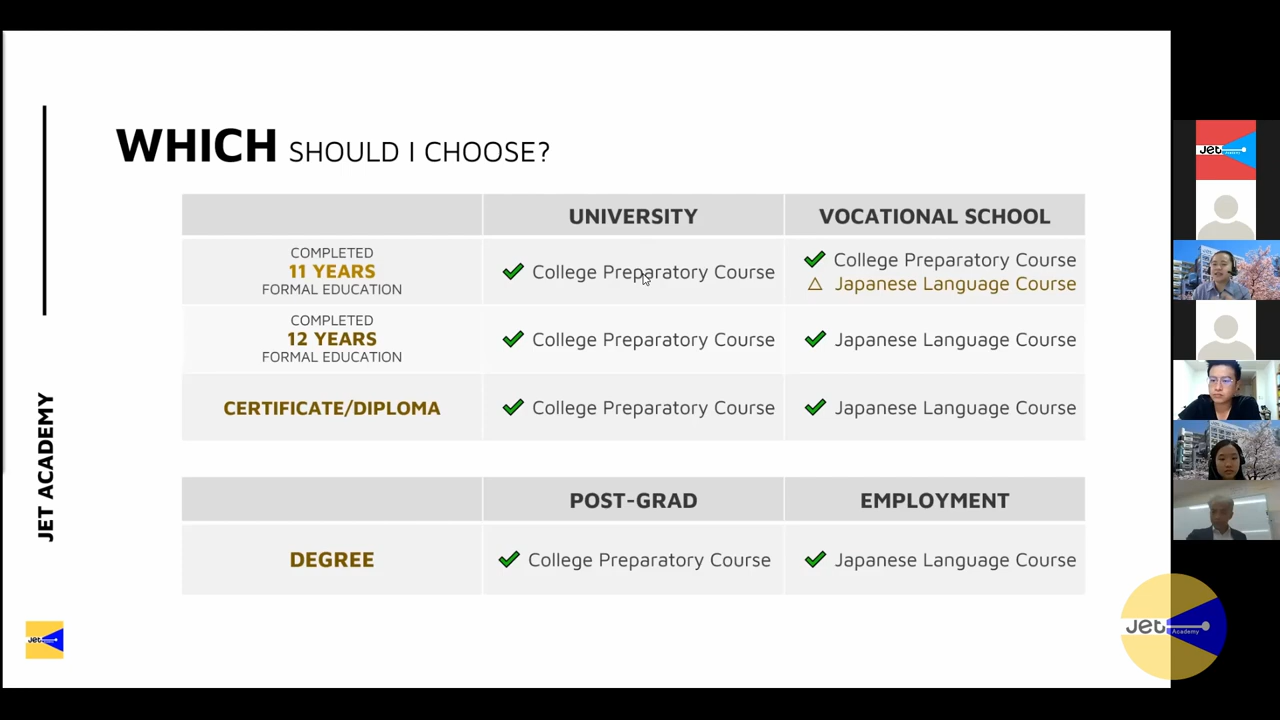 WHICH SHOULD I CHOOSE?
UNIVERSITY
VOCATIONAL SCHOOL
COMPLETED
11 YEARS
FORMAL EDUCATION
✔ College Preparatory Course
✔ College Preparatory Course
△ Japanese Language Course
COMPLETED
12 YEARS
FORMAL EDUCATION
✔ College Preparatory Course
✔ Japanese Language Course
CERTIFICATE/DIPLOMA
✔ College Preparatory Course
✔ Japanese Language Course
POST-GRAD
EMPLOYMENT
DEGREE
✔ College Preparatory Course
✔ Japanese Language Course
JET ACADEMY
Jet
Jet
Jet
Academy